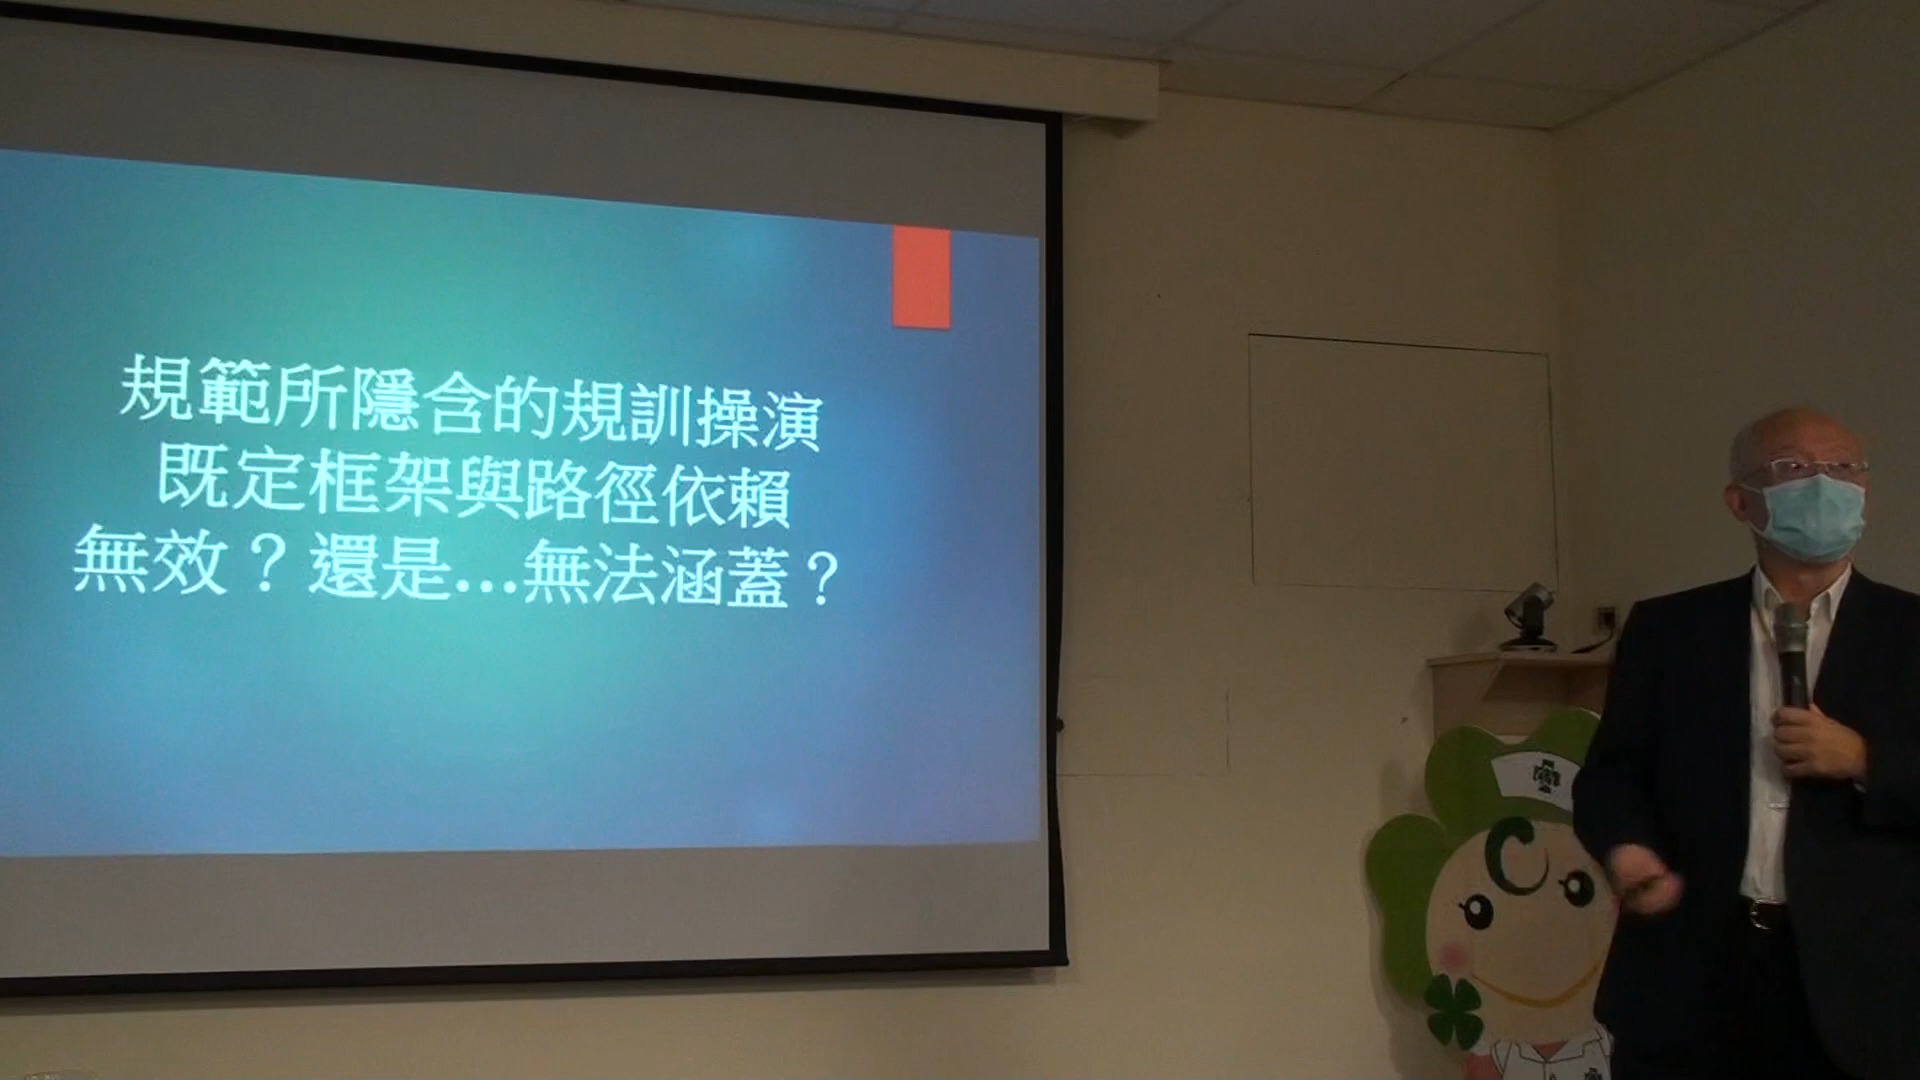 規範所隱含的規訓操演
既定框架與路徑依賴
無效？還是…無法涵蓋？